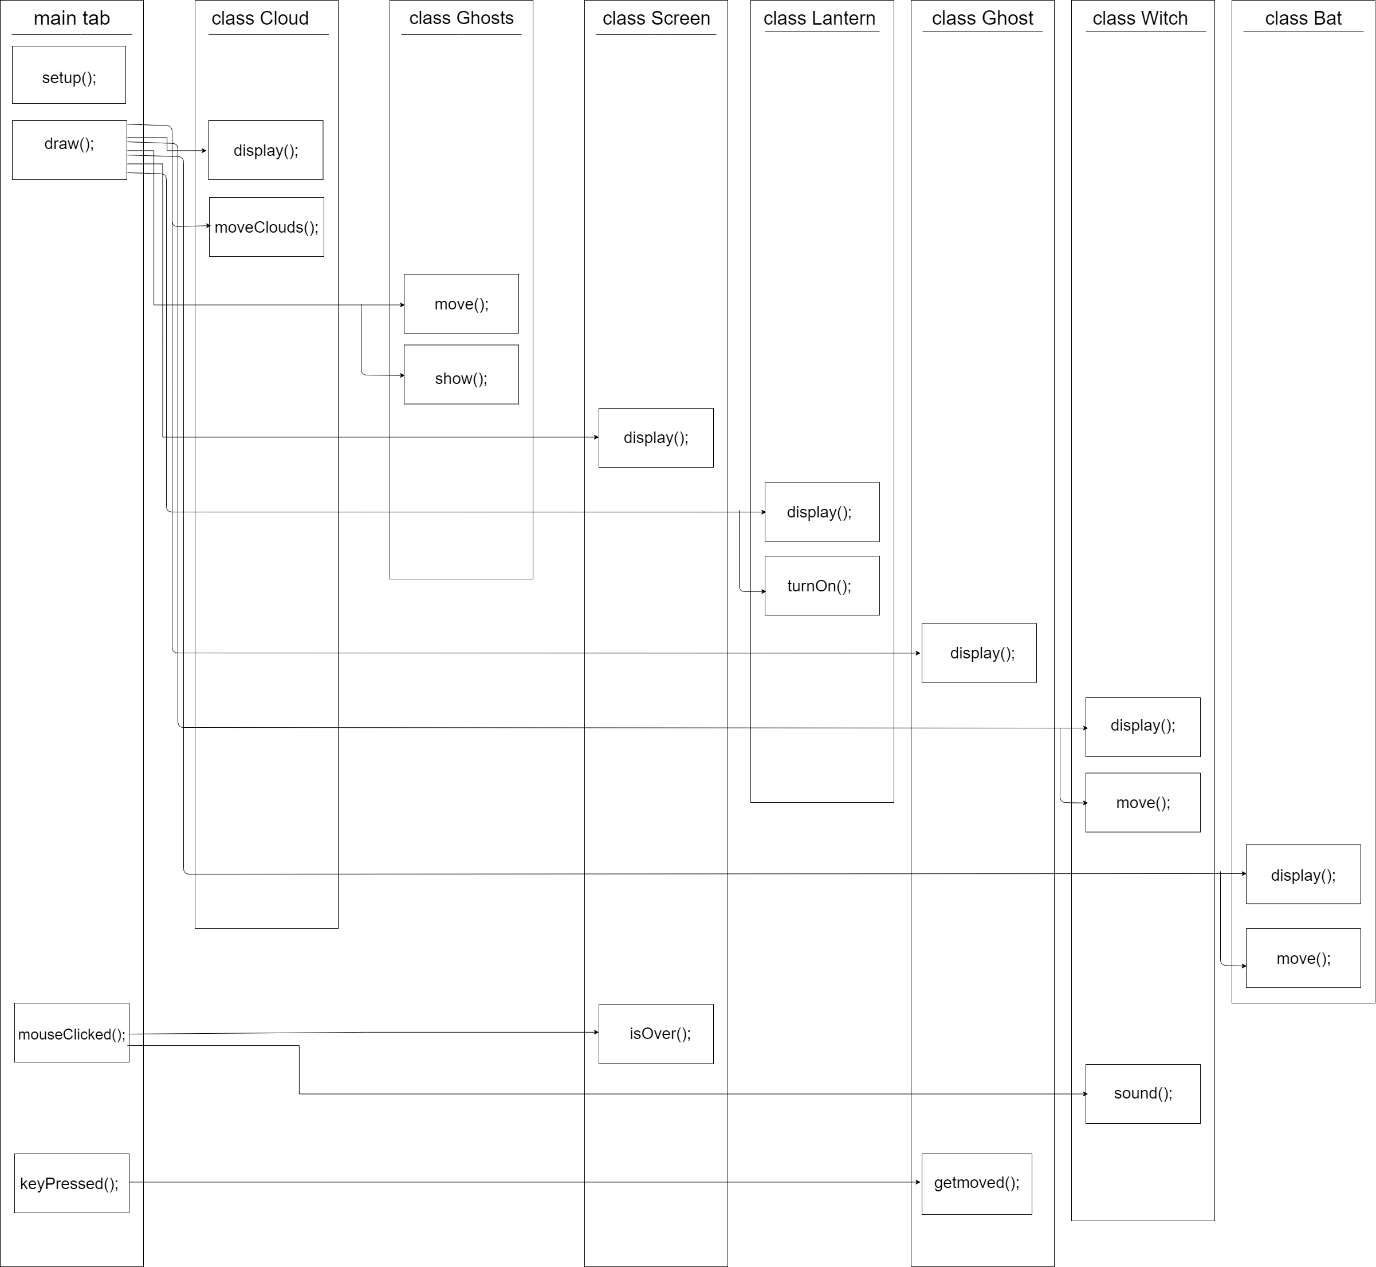 main tab
class Cloud
class Ghosts
class Screen
class Lantern
class Ghost
class Witch
class Bat
setup();
draw();
display();
moveClouds();
move();
show();
display();
display();
turnOn();
display();
display();
move();
display();
move();
mouseClicked();
isOver();
sound();
keyPressed();
getmoved();